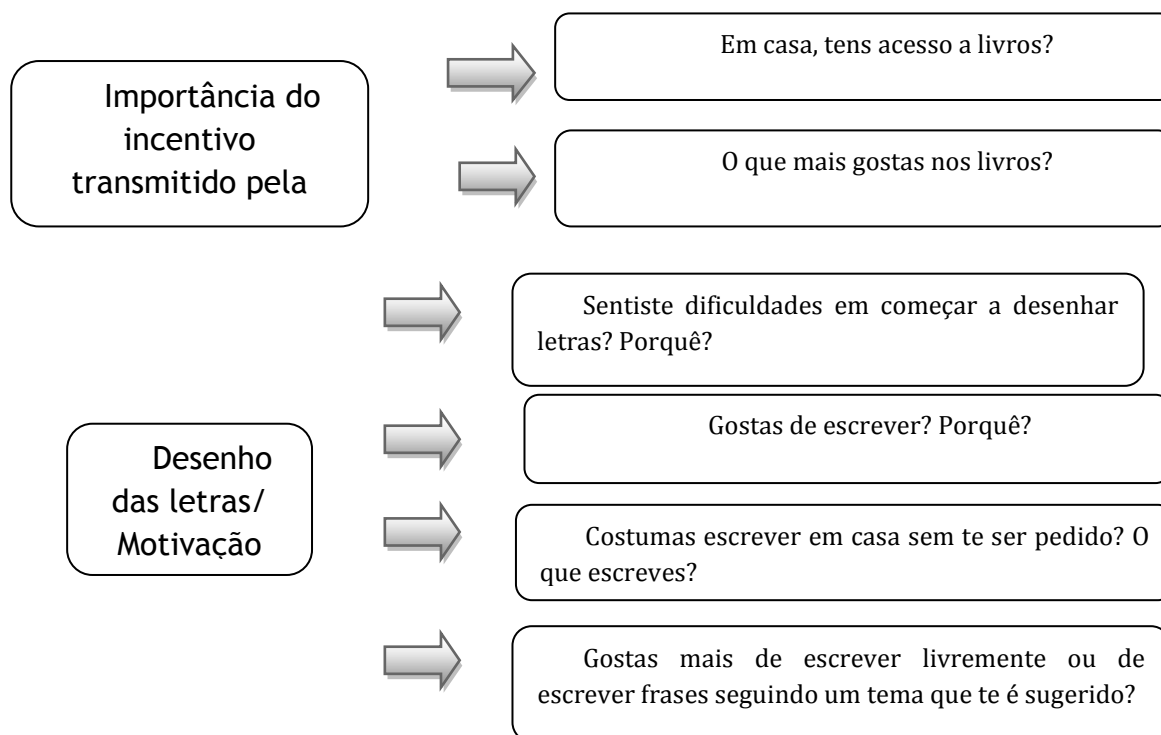 Importância do
incentivo
transmitido pela
Em casa, tens acesso a livros?
O que mais gostas nos livros?
Desenho
das letras/
Motivação
Sentiste dificuldades em começar a desenhar
letras? Porquê?
Gostas de escrever? Porquê?
Costumas escrever em casa sem te ser pedido? O
que escreves?
Gostas mais de escrever livremente ou de
escrever frases seguindo um tema que te é sugerido?